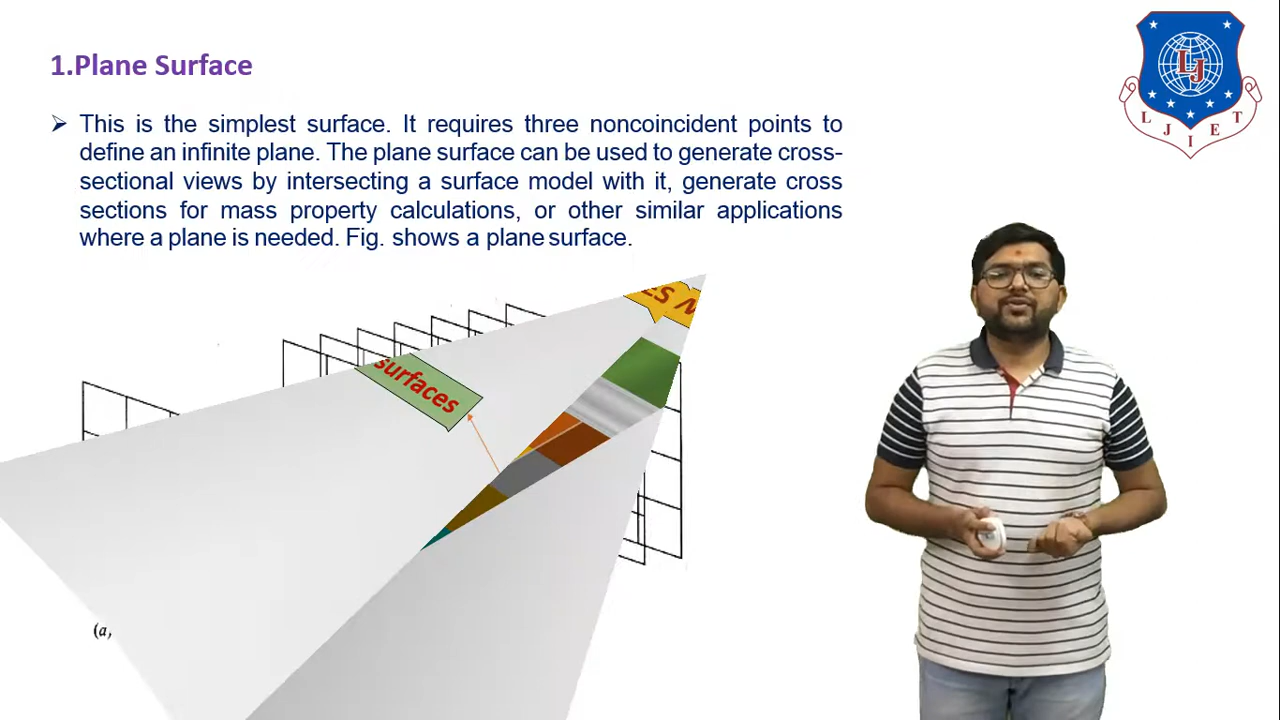 1.Plane Surface
➢ This is the simplest surface. It requires three noncoincident points to
define an infinite plane. The plane surface can be used to generate cross-
sectional views by intersecting a surface model with it, generate cross
sections for mass property calculations, or other similar applications
where a plane is needed. Fig. shows a plane surface.
surfaces
(a,
LJ
LJIET